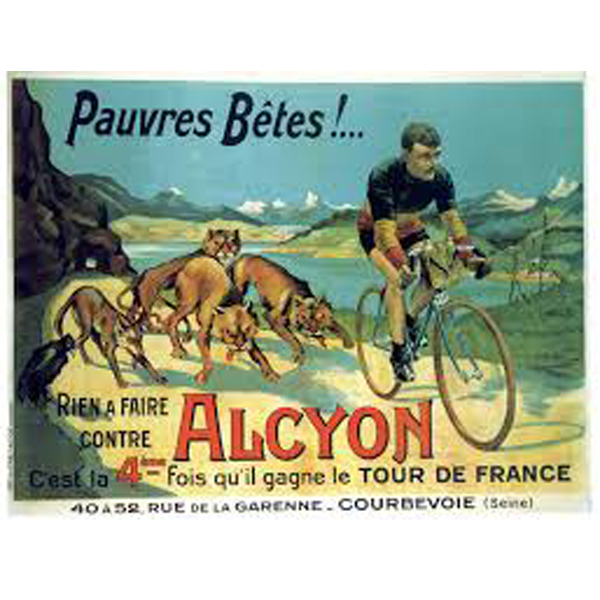 Pauvres Bêtes!...
RIEN A FAIRE
CONTRE ALCYON
C'est la 4ème Fois qu'il gagne le TOUR DE FRANCE
40 À 52, RUE DE LA GARENNE - COURBEVOIE (Seine)